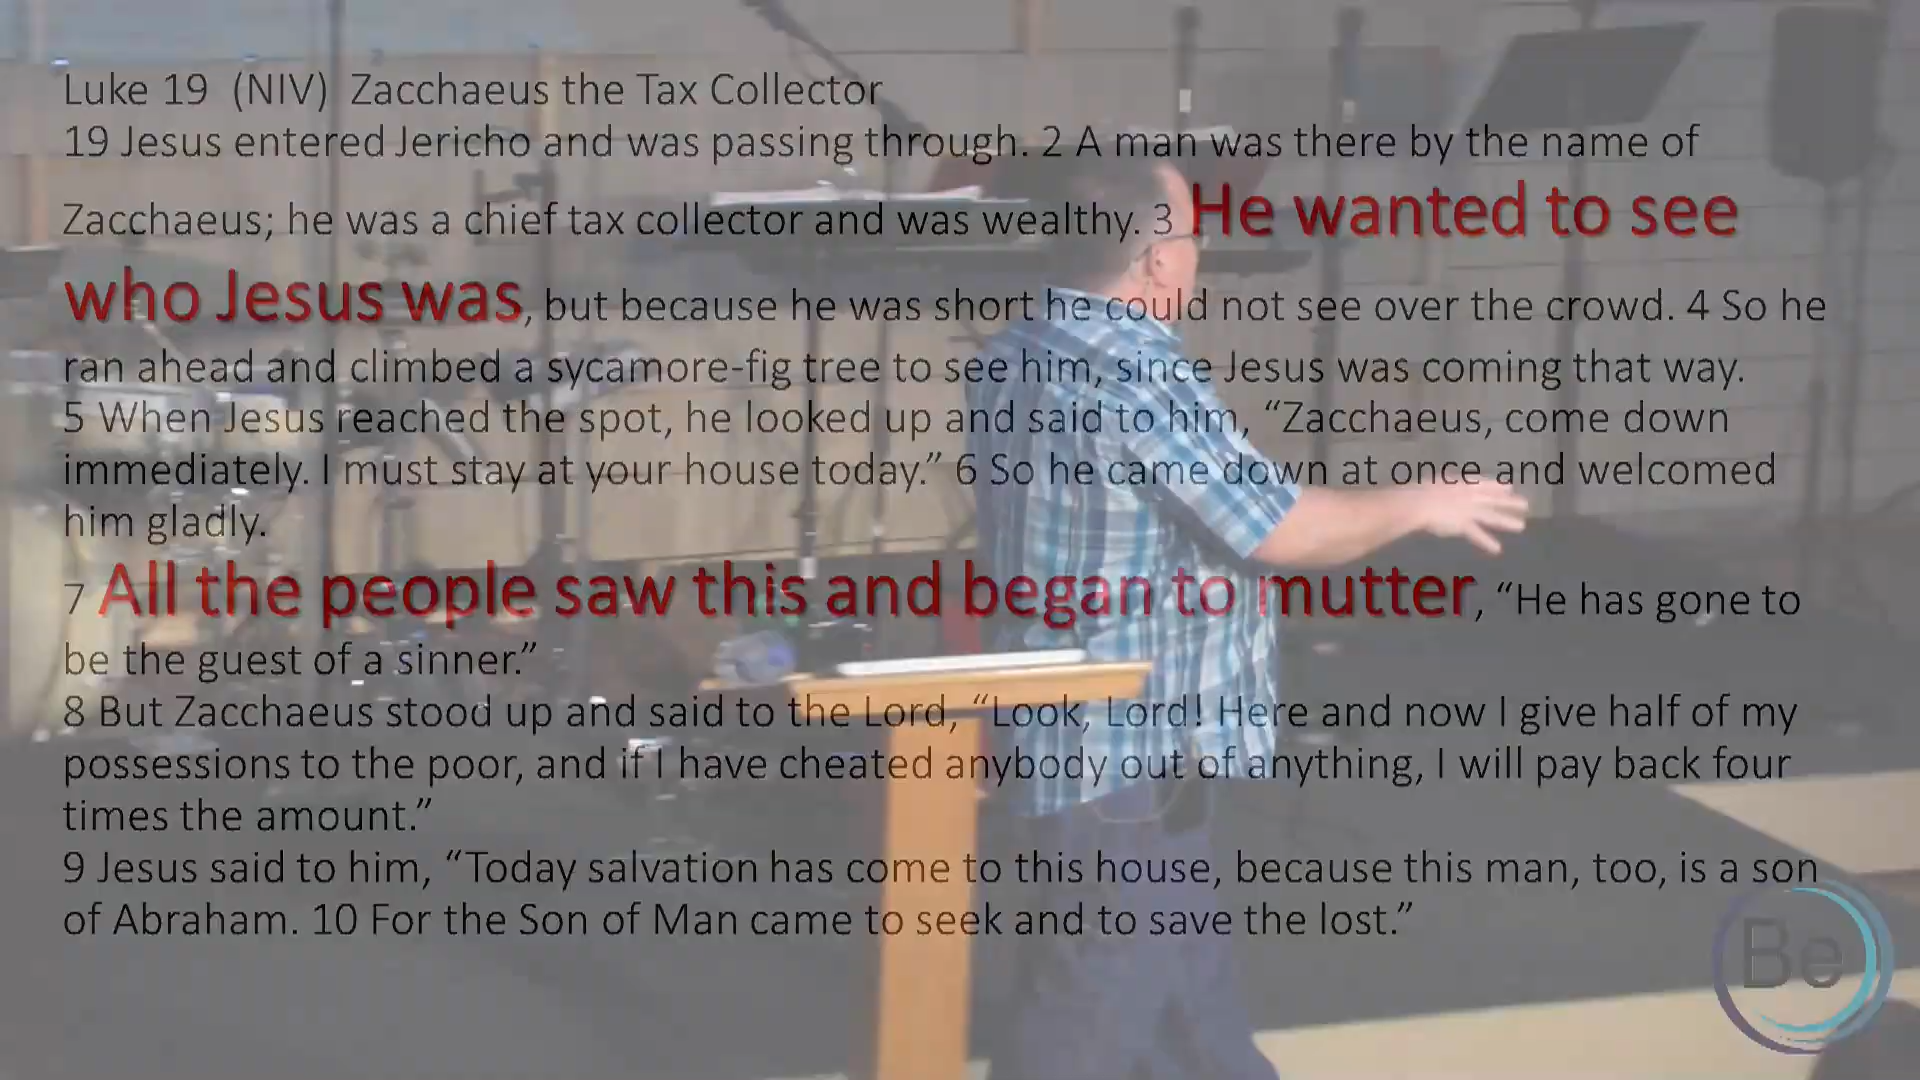 Luke 19 (NIV) Zacchaeus the Tax Collector
19 Jesus entered Jericho and was passing through. 2 A man was there by the name of
Zacchaeus; he was a chief tax collector and was wealthy. 3 He wanted to see
who Jesus was, but because he was short he could not see over the crowd. 4 So he
ran ahead and climbed a sycamore-fig tree to see him, since Jesus was coming that way.
5 When Jesus reached the spot, he looked up and said to him, “Zacchaeus, come down
immediately. I must stay at your house today.” 6 So he came down at once and welcomed
him gladly.
7 All the people saw this and began to mutter, “He has gone to
be the guest of a sinner.”
8 But Zacchaeus stood up and said to the Lord, “Look, Lord! Here and now I give half of my
possessions to the poor, and if I have cheated anybody out of anything, I will pay back four
times the amount.”
9 Jesus said to him, “Today salvation has come to this house, because this man, too, is a son
of Abraham. 10 For the Son of Man came to seek and to save the lost.”
Be